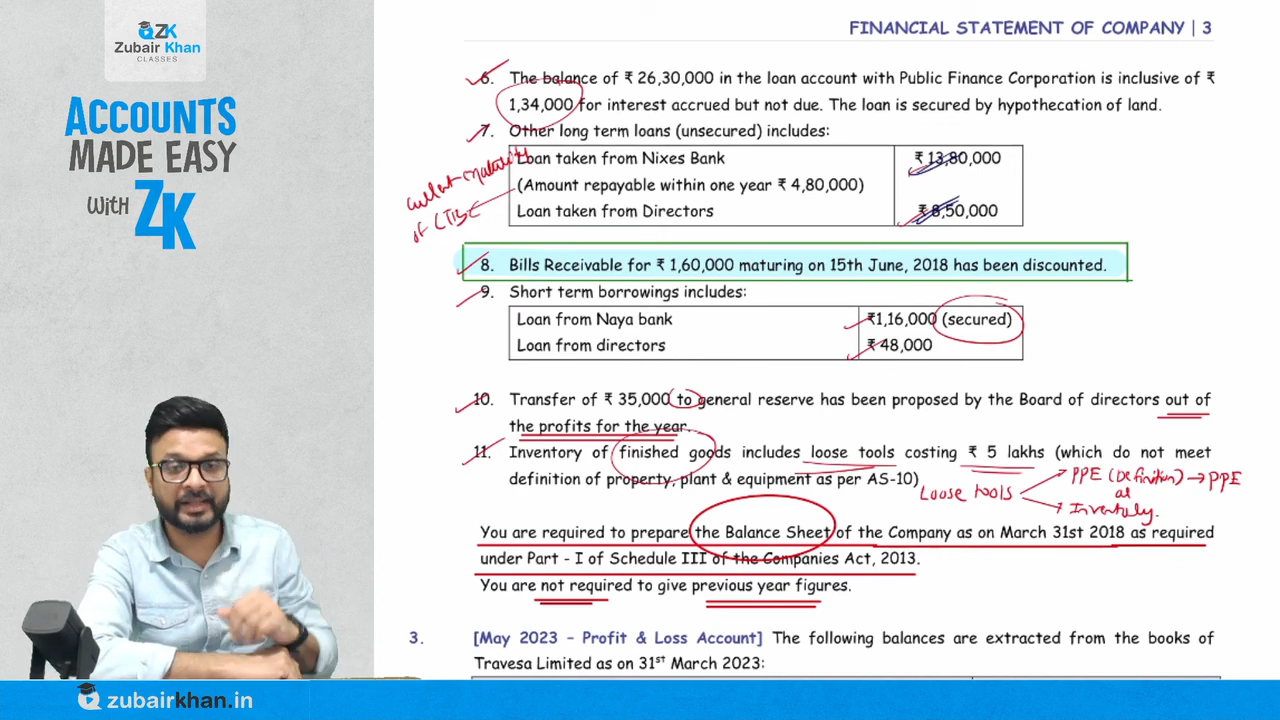 ZK
Zubair Khan
CLASSES
ACCOUNTS
MADE EASY
WITH ZK
FINANCIAL STATEMENT OF COMPANY | 3
6. The balance of ₹ 26,30,000 in the loan account with Public Finance Corporation is inclusive of ₹
1,34,000 for interest accrued but not due. The loan is secured by hypothecation of land.
7. Other long term loans (unsecured) includes:
Loan taken from Nixes Bank ₹ 13,80,000
(Amount repayable within one year ₹ 4,80,000)
Loan taken from Directors ₹ 8,50,000
current maturity
of LTB
8. Bills Receivable for ₹ 1,60,000 maturing on 15th June, 2018 has been discounted.
9. Short term borrowings includes:
Loan from Naya bank ₹1,16,000 (secured)
Loan from directors ₹ 48,000
10. Transfer of ₹ 35,000 to general reserve has been proposed by the Board of directors out of
the profits for the year.
11. Inventory of finished goods includes loose tools costing ₹ 5 lakhs (which do not meet
definition of property, plant & equipment as per AS-10)
Loose tools
PPE (Definition) → PPE
Inventory.
You are required to prepare the Balance Sheet of the Company as on March 31st 2018 as required
under Part - I of Schedule III of the Companies Act, 2013.
You are not required to give previous year figures.
3. [May 2023 – Profit & Loss Account] The following balances are extracted from the books of
Travesa Limited as on 31st March 2023:
zubairkhan.in